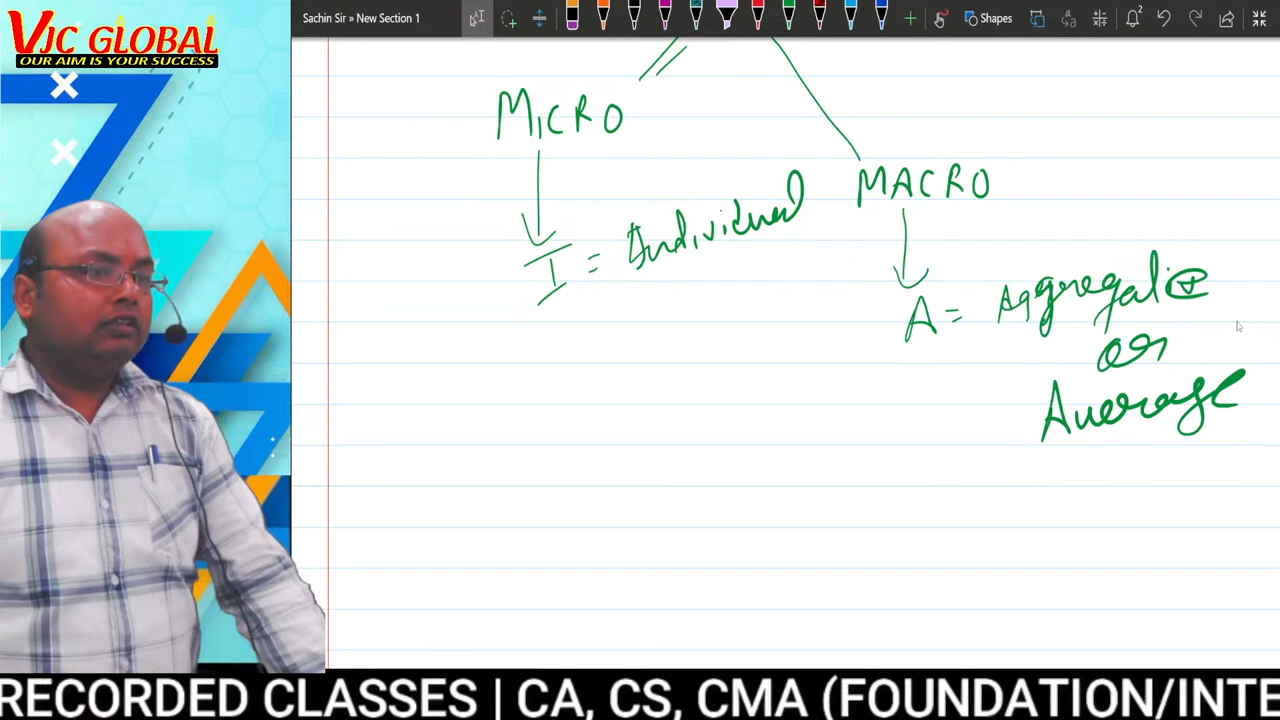 VJC GLOBAL
OUR AIM IS YOUR SUCCESS
Sachin Sir » New Section 1
Shapes
MICRO
MACRO
I = Individual
A = Aggregate
or
Average
RECORDED CLASSES | CA, CS, CMA (FOUNDATION/INTE